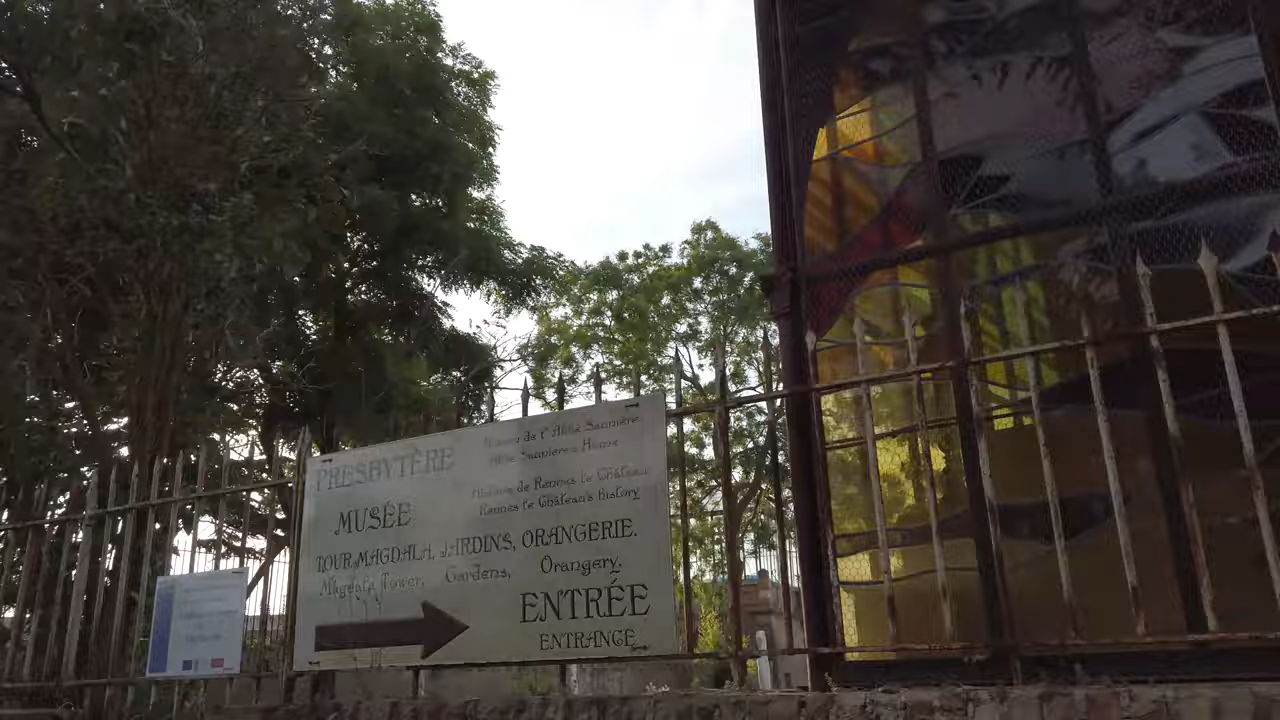 PRESBYTÈRE
Maison de l'Abbé Saunière
Abbé Saunière's House
MUSÉE
Histoire de Rennes le Château
Rennes le Château's history
TOUR MAGDALA, JARDINS, ORANGERIE.
Magdala Tower, Gardens, Orangery.
ENTRÉE
ENTRANCE